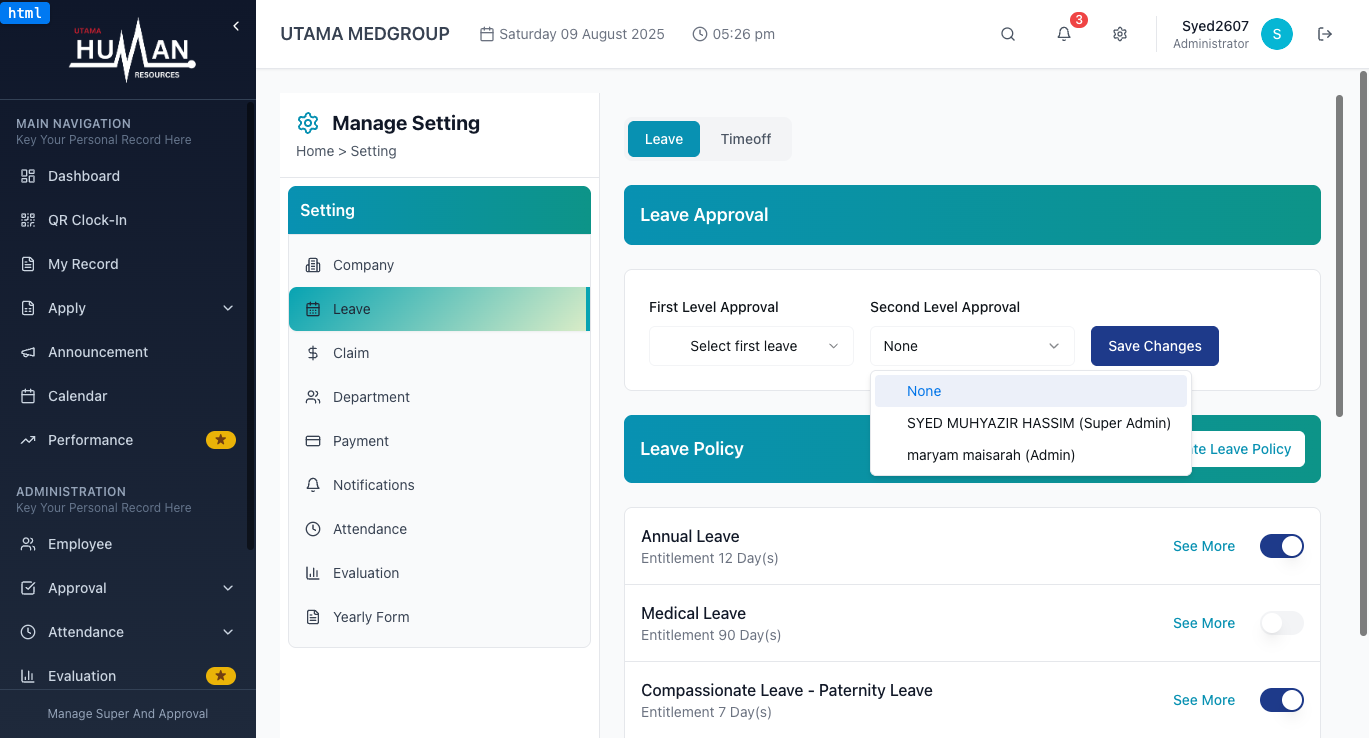 html
UTAMA
HUMAN
RESOURCES
MAIN NAVIGATION
Key Your Personal Record Here
Dashboard
QR Clock-In
My Record
Apply
Announcement
Calendar
Performance
ADMINISTRATION
Key Your Personal Record Here
Employee
Approval
Attendance
Evaluation
Manage Super And Approval
UTAMA MEDGROUP
Saturday 09 August 2025
05:26 pm
3
Syed2607
Administrator
S
Manage Setting
Home > Setting
Setting
Company
Leave
Claim
Department
Payment
Notifications
Attendance
Evaluation
Yearly Form
Leave
Timeoff
Leave Approval
First Level Approval
Second Level Approval
Select first leave
None
Save Changes
None
SYED MUHYAZIR HASSIM (Super Admin)
maryam maisarah (Admin)
Leave Policy
te Leave Policy
Annual Leave
Entitlement 12 Day(s)
See More
Medical Leave
Entitlement 90 Day(s)
See More
Compassionate Leave - Paternity Leave
Entitlement 7 Day(s)
See More